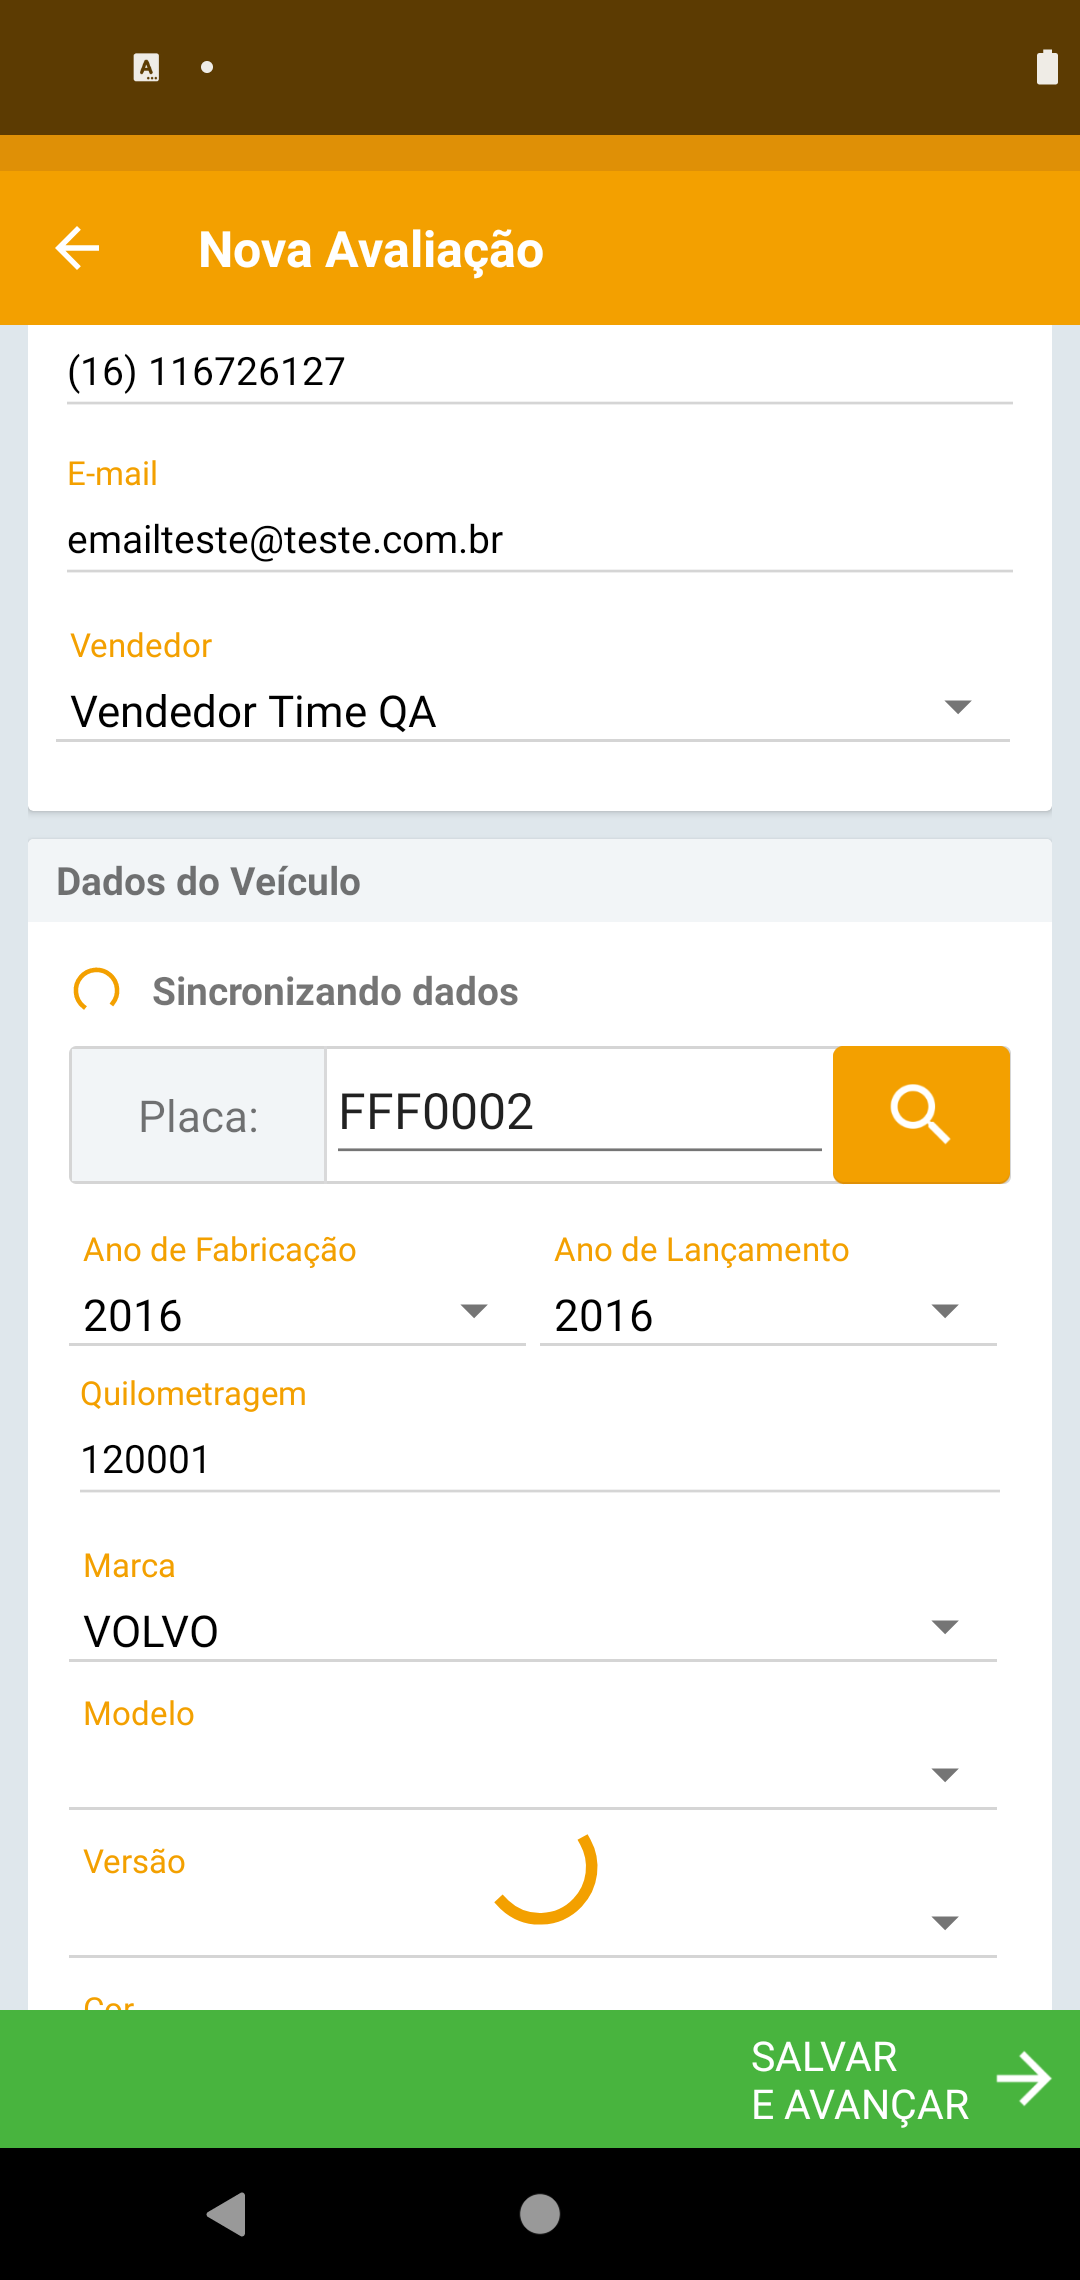 Nova Avaliação
(16) 116726127
E-mail
emailteste@teste.com.br
Vendedor
Vendedor Time QA
Dados do Veículo
Sincronizando dados
Placa: FFF0002
Ano de Fabricação Ano de Lançamento
2016 2016
Quilometragem
120001
Marca
VOLVO
Modelo
Versão
Cor
SALVAR
E AVANÇAR